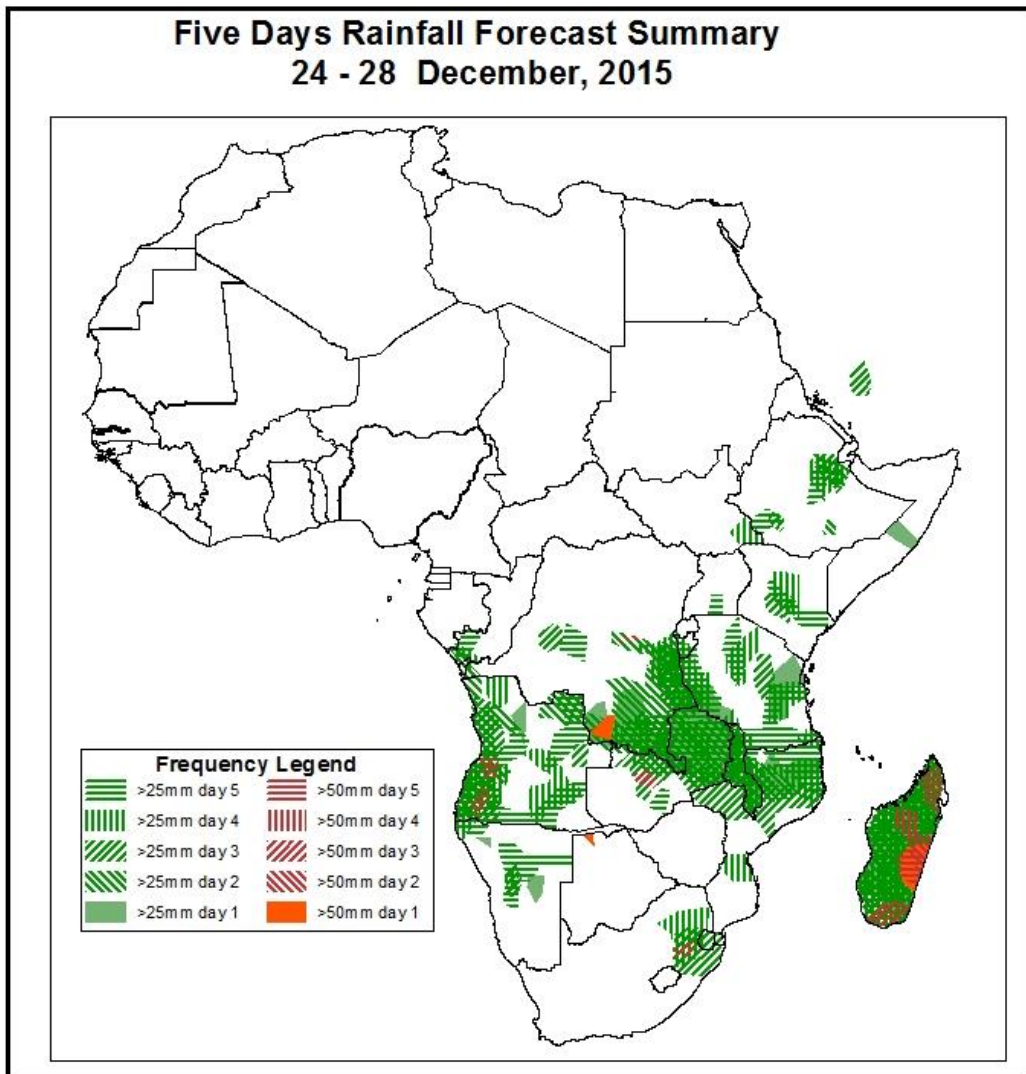 Five Days Rainfall Forecast Summary
24 - 28 December, 2015
Frequency Legend
>25mm day 5 >50mm day 5
>25mm day 4 >50mm day 4
>25mm day 3 >50mm day 3
>25mm day 2 >50mm day 2
>25mm day 1 >50mm day 1